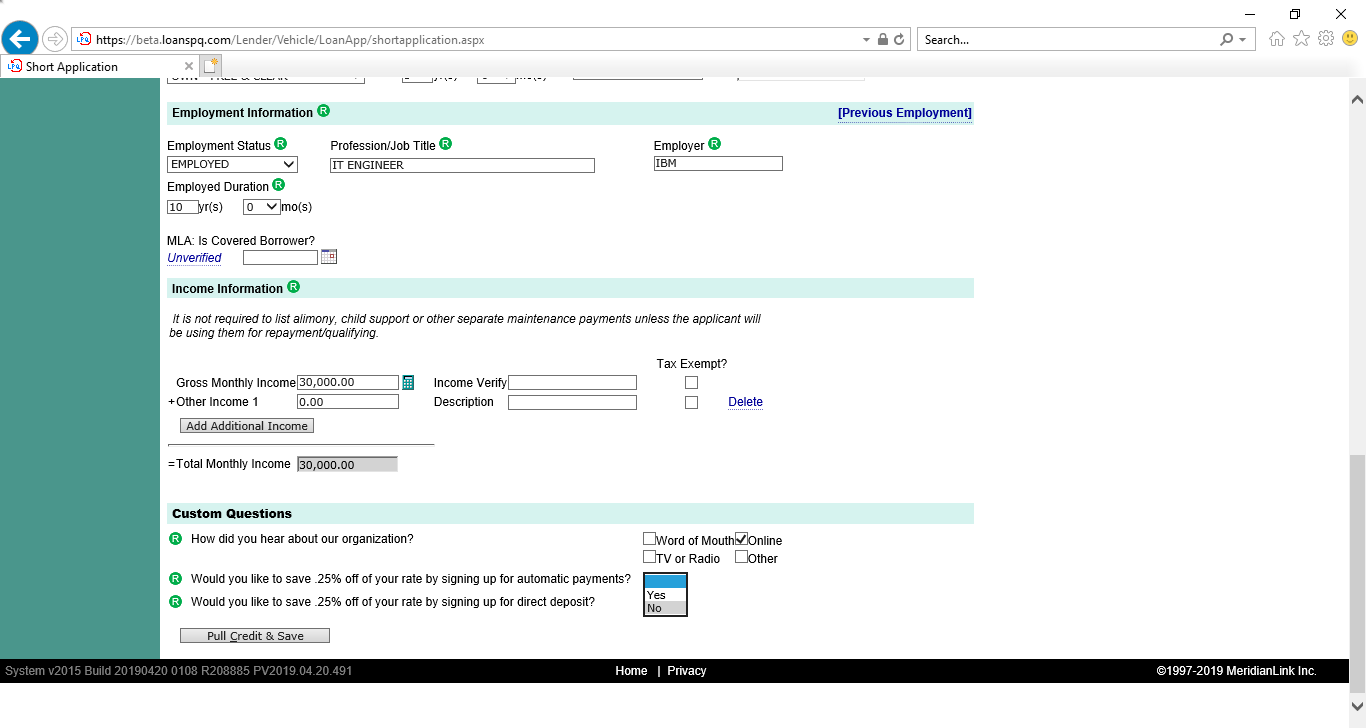 https://beta.loanspq.com/Lender/Vehicle/LoanApp/shortapplication.aspx
Search...
LPQ Short Application
Employment Information R [Previous Employment]
Employment Status R Profession/Job Title R Employer R
EMPLOYED IT ENGINEER IBM
Employed Duration R
10 yr(s) 0 mo(s)
MLA: Is Covered Borrower?
Unverified
Income Information R
It is not required to list alimony, child support or other separate maintenance payments unless the applicant will
be using them for repayment/qualifying.
Tax Exempt?
Gross Monthly Income 30,000.00 Income Verify
+ Other Income 1 0.00 Description Delete
Add Additional Income
= Total Monthly Income 30,000.00
Custom Questions
R How did you hear about our organization? Word of Mouth Online
TV or Radio Other
R Would you like to save .25% off of your rate by signing up for automatic payments?
Yes
R Would you like to save .25% off of your rate by signing up for direct deposit?
No
Pull Credit & Save
System v2015 Build 20190420 0108 R208885 PV2019.04.20.491 Home | Privacy ©1997-2019 MeridianLink Inc.